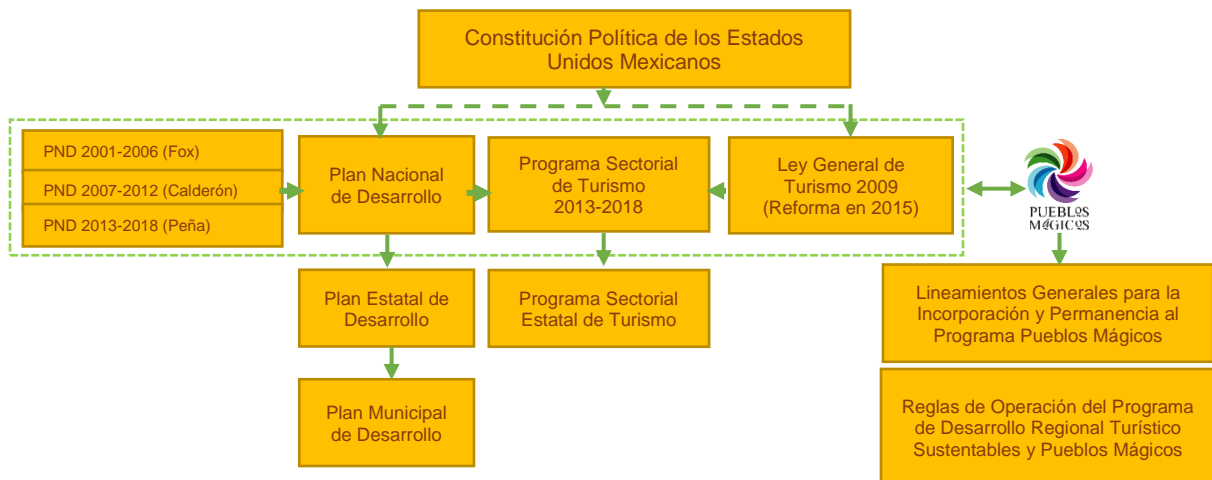 Constitución Política de los Estados
Unidos Mexicanos
PND 2001-2006 (Fox)
PND 2007-2012 (Calderón)
PND 2013-2018 (Peña)
Plan Nacional
de Desarrollo
Programa Sectorial
de Turismo
2013-2018
Ley General de
Turismo 2009
(Reforma en 2015)
PUEBLOS
MÁGICOS
Plan Estatal de
Desarrollo
Programa Sectorial
Estatal de Turismo
Lineamientos Generales para la
Incorporación y Permanencia al
Programa Pueblos Mágicos
Plan Municipal
de Desarrollo
Reglas de Operación del Programa
de Desarrollo Regional Turístico
Sustentables y Pueblos Mágicos